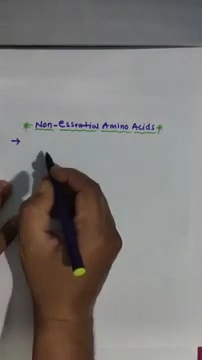 * Non-Essential Amino Acids *
→